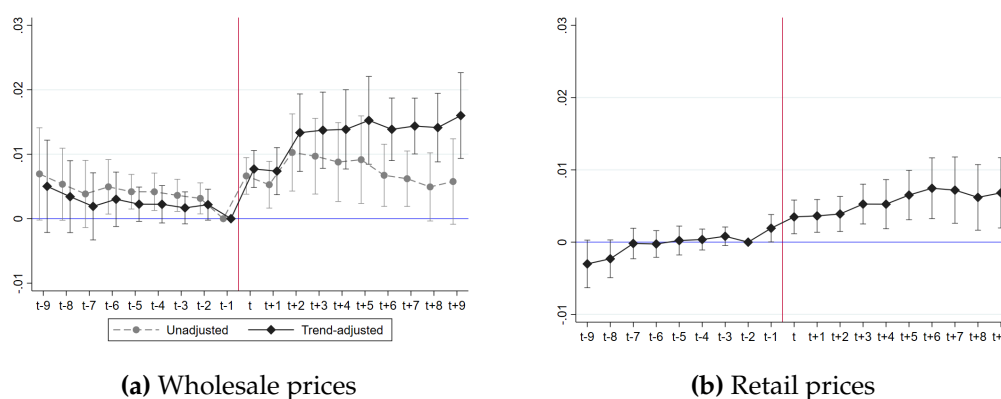 .03
.02
.01
0
-.01
t-9 t-8 t-7 t-6 t-5 t-4 t-3 t-2 t-1 t t+1 t+2 t+3 t+4 t+5 t+6 t+7 t+8 t+9
Unadjusted Trend-adjusted
(a) Wholesale prices
.03
.02
.01
0
-.01
t-9 t-8 t-7 t-6 t-5 t-4 t-3 t-2 t-1 t t+1 t+2 t+3 t+4 t+5 t+6 t+7 t+8 t+
(b) Retail prices